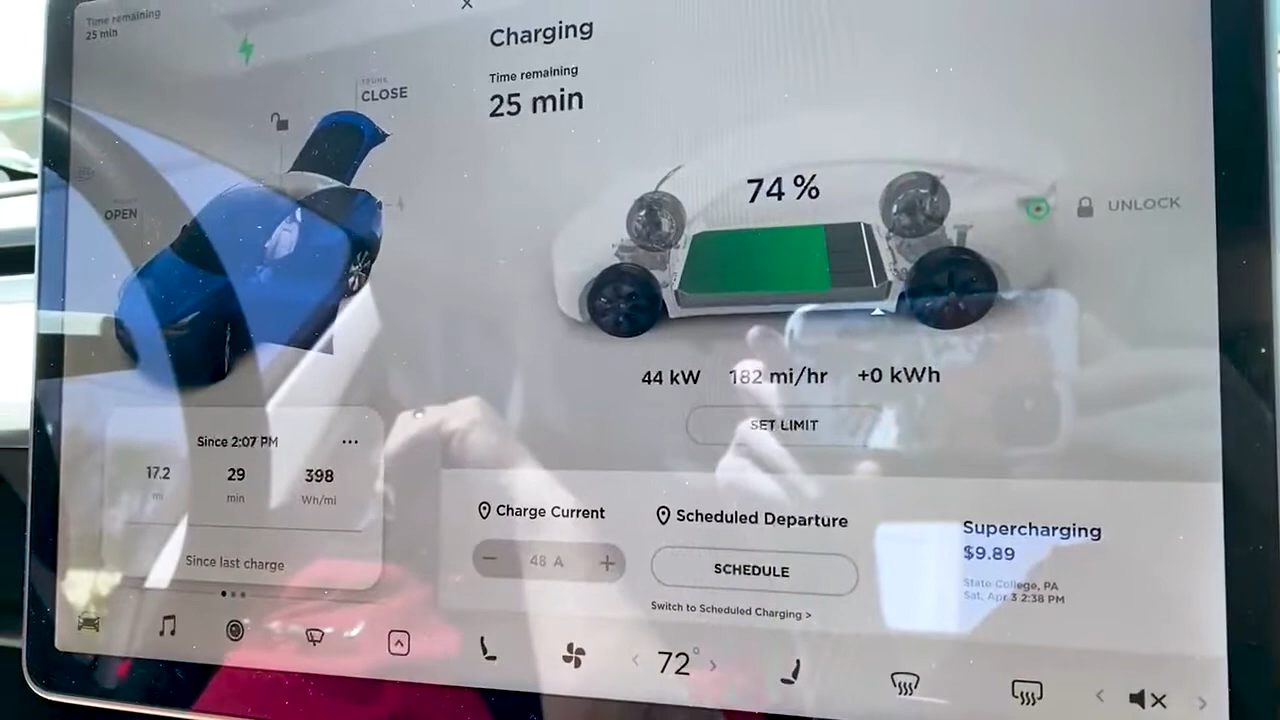 Time remaining
25 min
TRUNK
CLOSE
OPEN
Charging
Time remaining
25 min
74 %
UNLOCK
44 kW 182 mi/hr +0 kWh
SET LIMIT
Since 2:07 PM ...
17.2 29 398
mi min Wh/mi
Since last charge
Charge Current
− 48 A +
Scheduled Departure
SCHEDULE
Switch to Scheduled Charging >
Supercharging
$9.89
State College, PA
Sat, Apr 3 2:38 PM
< 72° >